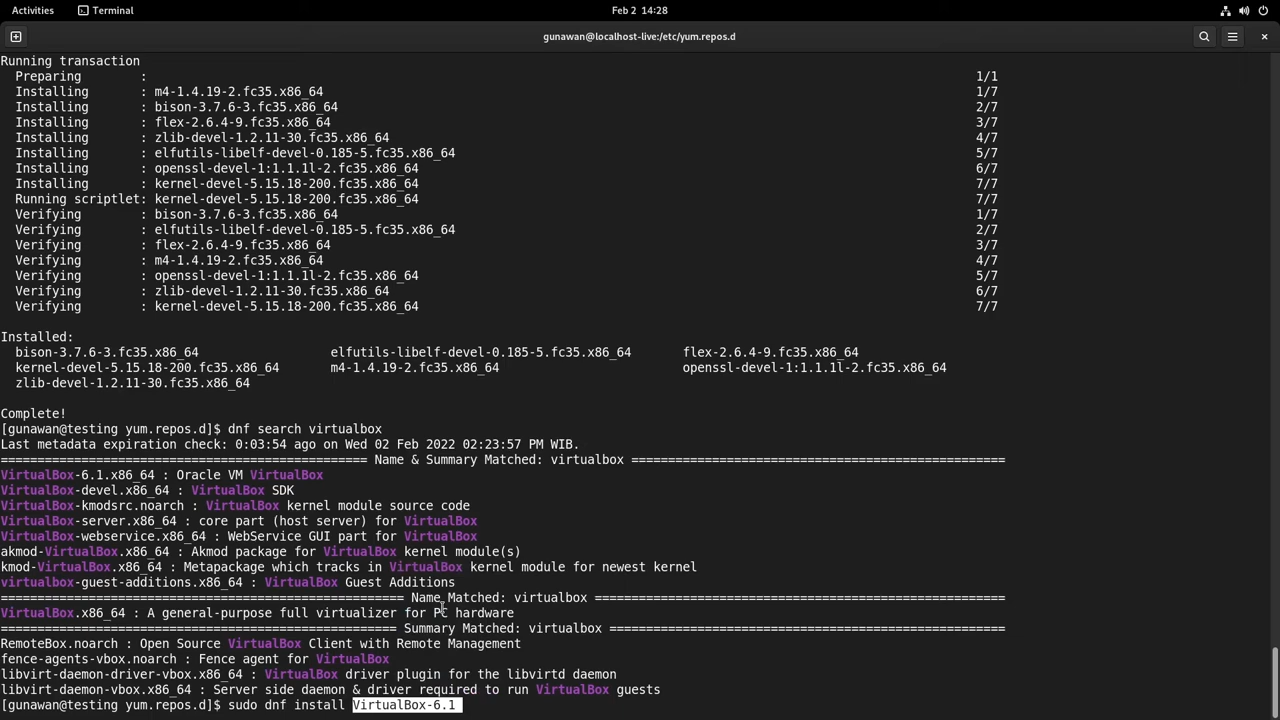 Activities Terminal Feb 2 14:28
gunawan@localhost-live:/etc/yum.repos.d
Running transaction
Preparing : 1/1
Installing : m4-1.4.19-2.fc35.x86_64 1/7
Installing : bison-3.7.6-3.fc35.x86_64 2/7
Installing : flex-2.6.4-9.fc35.x86_64 3/7
Installing : zlib-devel-1.2.11-30.fc35.x86_64 4/7
Installing : elfutils-libelf-devel-0.185-5.fc35.x86_64 5/7
Installing : openssl-devel-1:1.1.1l-2.fc35.x86_64 6/7
Installing : kernel-devel-5.15.18-200.fc35.x86_64 7/7
Running scriptlet: kernel-devel-5.15.18-200.fc35.x86_64 7/7
Verifying : bison-3.7.6-3.fc35.x86_64 1/7
Verifying : elfutils-libelf-devel-0.185-5.fc35.x86_64 2/7
Verifying : flex-2.6.4-9.fc35.x86_64 3/7
Verifying : m4-1.4.19-2.fc35.x86_64 4/7
Verifying : openssl-devel-1:1.1.1l-2.fc35.x86_64 5/7
Verifying : zlib-devel-1.2.11-30.fc35.x86_64 6/7
Verifying : kernel-devel-5.15.18-200.fc35.x86_64 7/7
Installed:
bison-3.7.6-3.fc35.x86_64 elfutils-libelf-devel-0.185-5.fc35.x86_64 flex-2.6.4-9.fc35.x86_64
kernel-devel-5.15.18-200.fc35.x86_64 m4-1.4.19-2.fc35.x86_64 openssl-devel-1:1.1.1l-2.fc35.x86_64
zlib-devel-1.2.11-30.fc35.x86_64
Complete!
[gunawan@testing yum.repos.d]$ dnf search virtualbox
Last metadata expiration check: 0:03:54 ago on Wed 02 Feb 2022 02:23:57 PM WIB.
================================================== Name & Summary Matched: virtualbox ====================================================
VirtualBox-6.1.x86_64 : Oracle VM VirtualBox
VirtualBox-devel.x86_64 : VirtualBox SDK
VirtualBox-kmodsrc.noarch : VirtualBox kernel module source code
VirtualBox-server.x86_64 : core part (host server) for VirtualBox
VirtualBox-webservice.x86_64 : WebService GUI part for VirtualBox
akmod-VirtualBox.x86_64 : Akmod package for VirtualBox kernel module(s)
kmod-VirtualBox.x86_64 : Metapackage which tracks in VirtualBox kernel module for newest kernel
virtualbox-guest-additions.x86_64 : VirtualBox Guest Additions
======================================================= Name Matched: virtualbox ========================================================
VirtualBox.x86_64 : A general-purpose full virtualizer for PC hardware
====================================================== Summary Matched: virtualbox ======================================================
RemoteBox.noarch : Open Source VirtualBox Client with Remote Management
fence-agents-vbox.noarch : Fence agent for VirtualBox
libvirt-daemon-driver-vbox.x86_64 : VirtualBox driver plugin for the libvirtd daemon
libvirt-daemon-vbox.x86_64 : Server side daemon & driver required to run VirtualBox guests
[gunawan@testing yum.repos.d]$ sudo dnf install VirtualBox-6.1